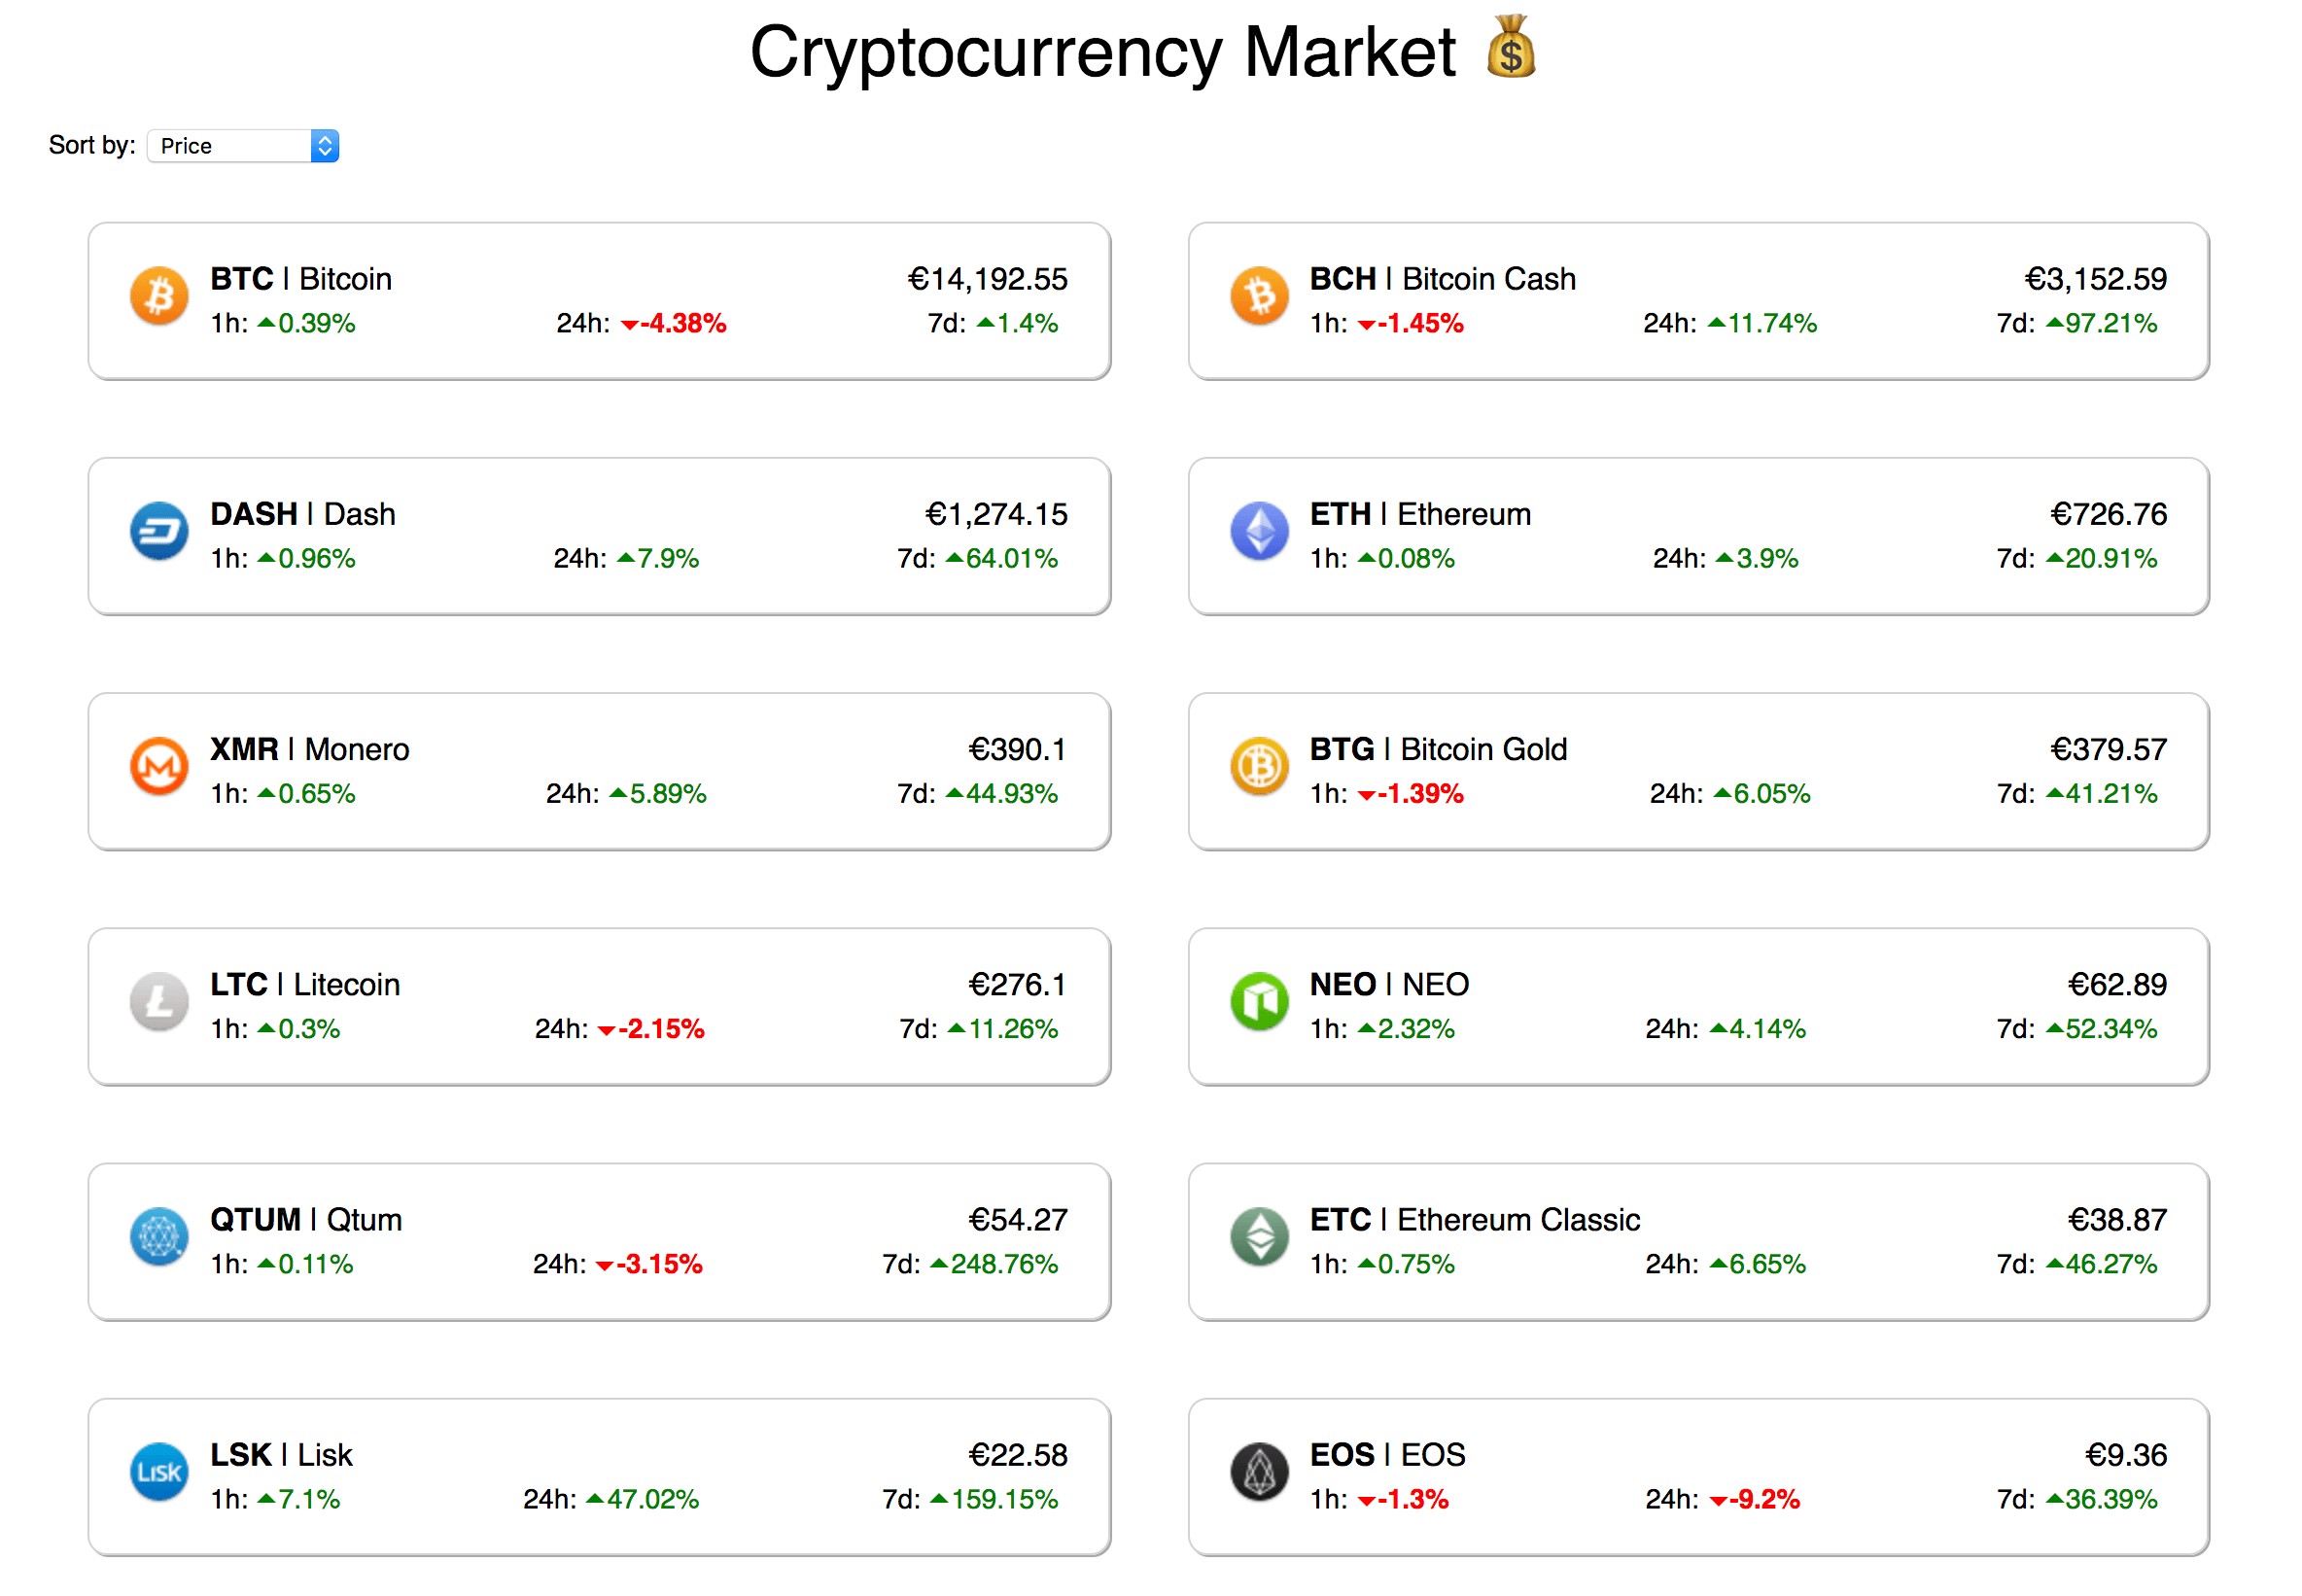 Cryptocurrency Market 💰
Sort by: Price
BTC | Bitcoin €14,192.55
1h: ▲0.39% 24h: ▼-4.38% 7d: ▲1.4%
BCH | Bitcoin Cash €3,152.59
1h: ▼-1.45% 24h: ▲11.74% 7d: ▲97.21%
DASH | Dash €1,274.15
1h: ▲0.96% 24h: ▲7.9% 7d: ▲64.01%
ETH | Ethereum €726.76
1h: ▲0.08% 24h: ▲3.9% 7d: ▲20.91%
XMR | Monero €390.1
1h: ▲0.65% 24h: ▲5.89% 7d: ▲44.93%
BTG | Bitcoin Gold €379.57
1h: ▼-1.39% 24h: ▲6.05% 7d: ▲41.21%
LTC | Litecoin €276.1
1h: ▲0.3% 24h: ▼-2.15% 7d: ▲11.26%
NEO | NEO €62.89
1h: ▲2.32% 24h: ▲4.14% 7d: ▲52.34%
QTUM | Qtum €54.27
1h: ▲0.11% 24h: ▼-3.15% 7d: ▲248.76%
ETC | Ethereum Classic €38.87
1h: ▲0.75% 24h: ▲6.65% 7d: ▲46.27%
Lisk
LSK | Lisk €22.58
1h: ▲7.1% 24h: ▲47.02% 7d: ▲159.15%
EOS | EOS €9.36
1h: ▼-1.3% 24h: ▼-9.2% 7d: ▲36.39%